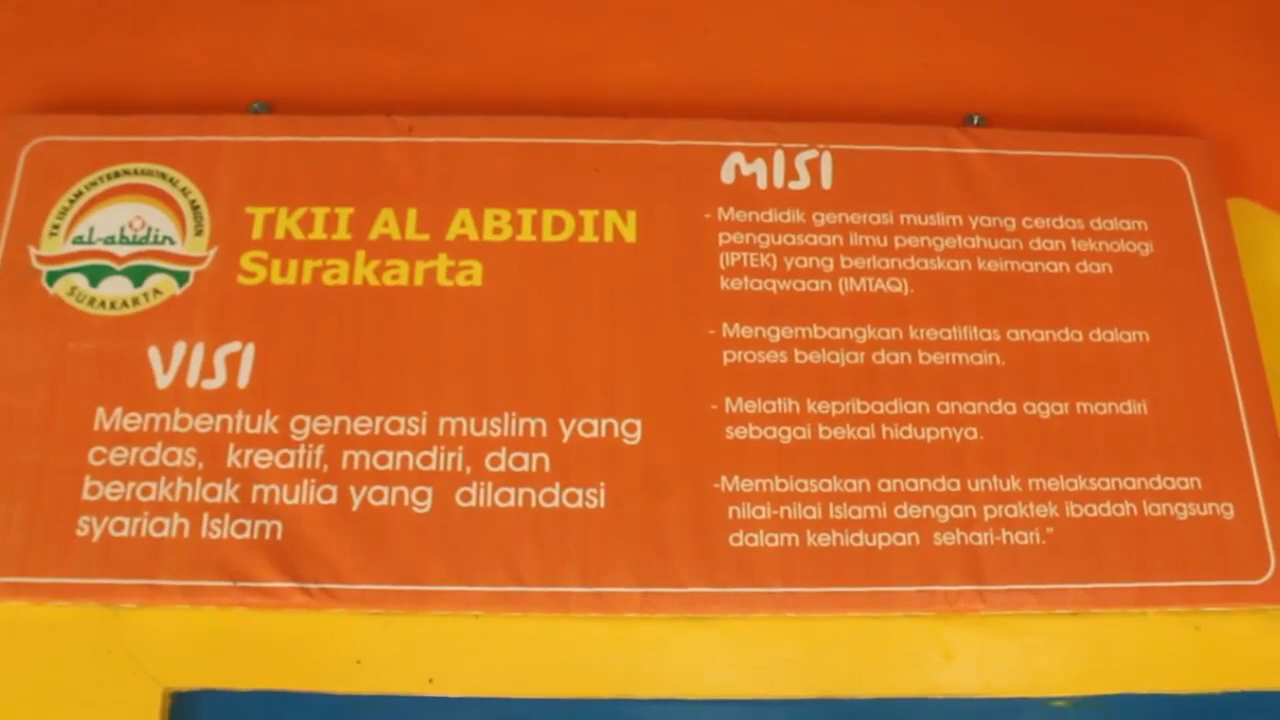 TK ISLAM INTERNASIONAL AL ABIDIN
al-abidin
SURAKARTA
TKII AL ABIDIN
Surakarta
VISI
Membentuk generasi muslim yang
cerdas, kreatif, mandiri, dan
berakhlak mulia yang dilandasi
syariah Islam
MISI
- Mendidik generasi muslim yang cerdas dalam
penguasaan ilmu pengetahuan dan teknologi
(IPTEK) yang berlandaskan keimanan dan
ketaqwaan (IMTAQ).
- Mengembangkan kreatifitas ananda dalam
proses belajar dan bermain.
- Melatih kepribadian ananda agar mandiri
sebagai bekal hidupnya.
-Membiasakan ananda untuk melaksanandaan
nilai-nilai Islami dengan praktek ibadah langsung
dalam kehidupan sehari-hari.”